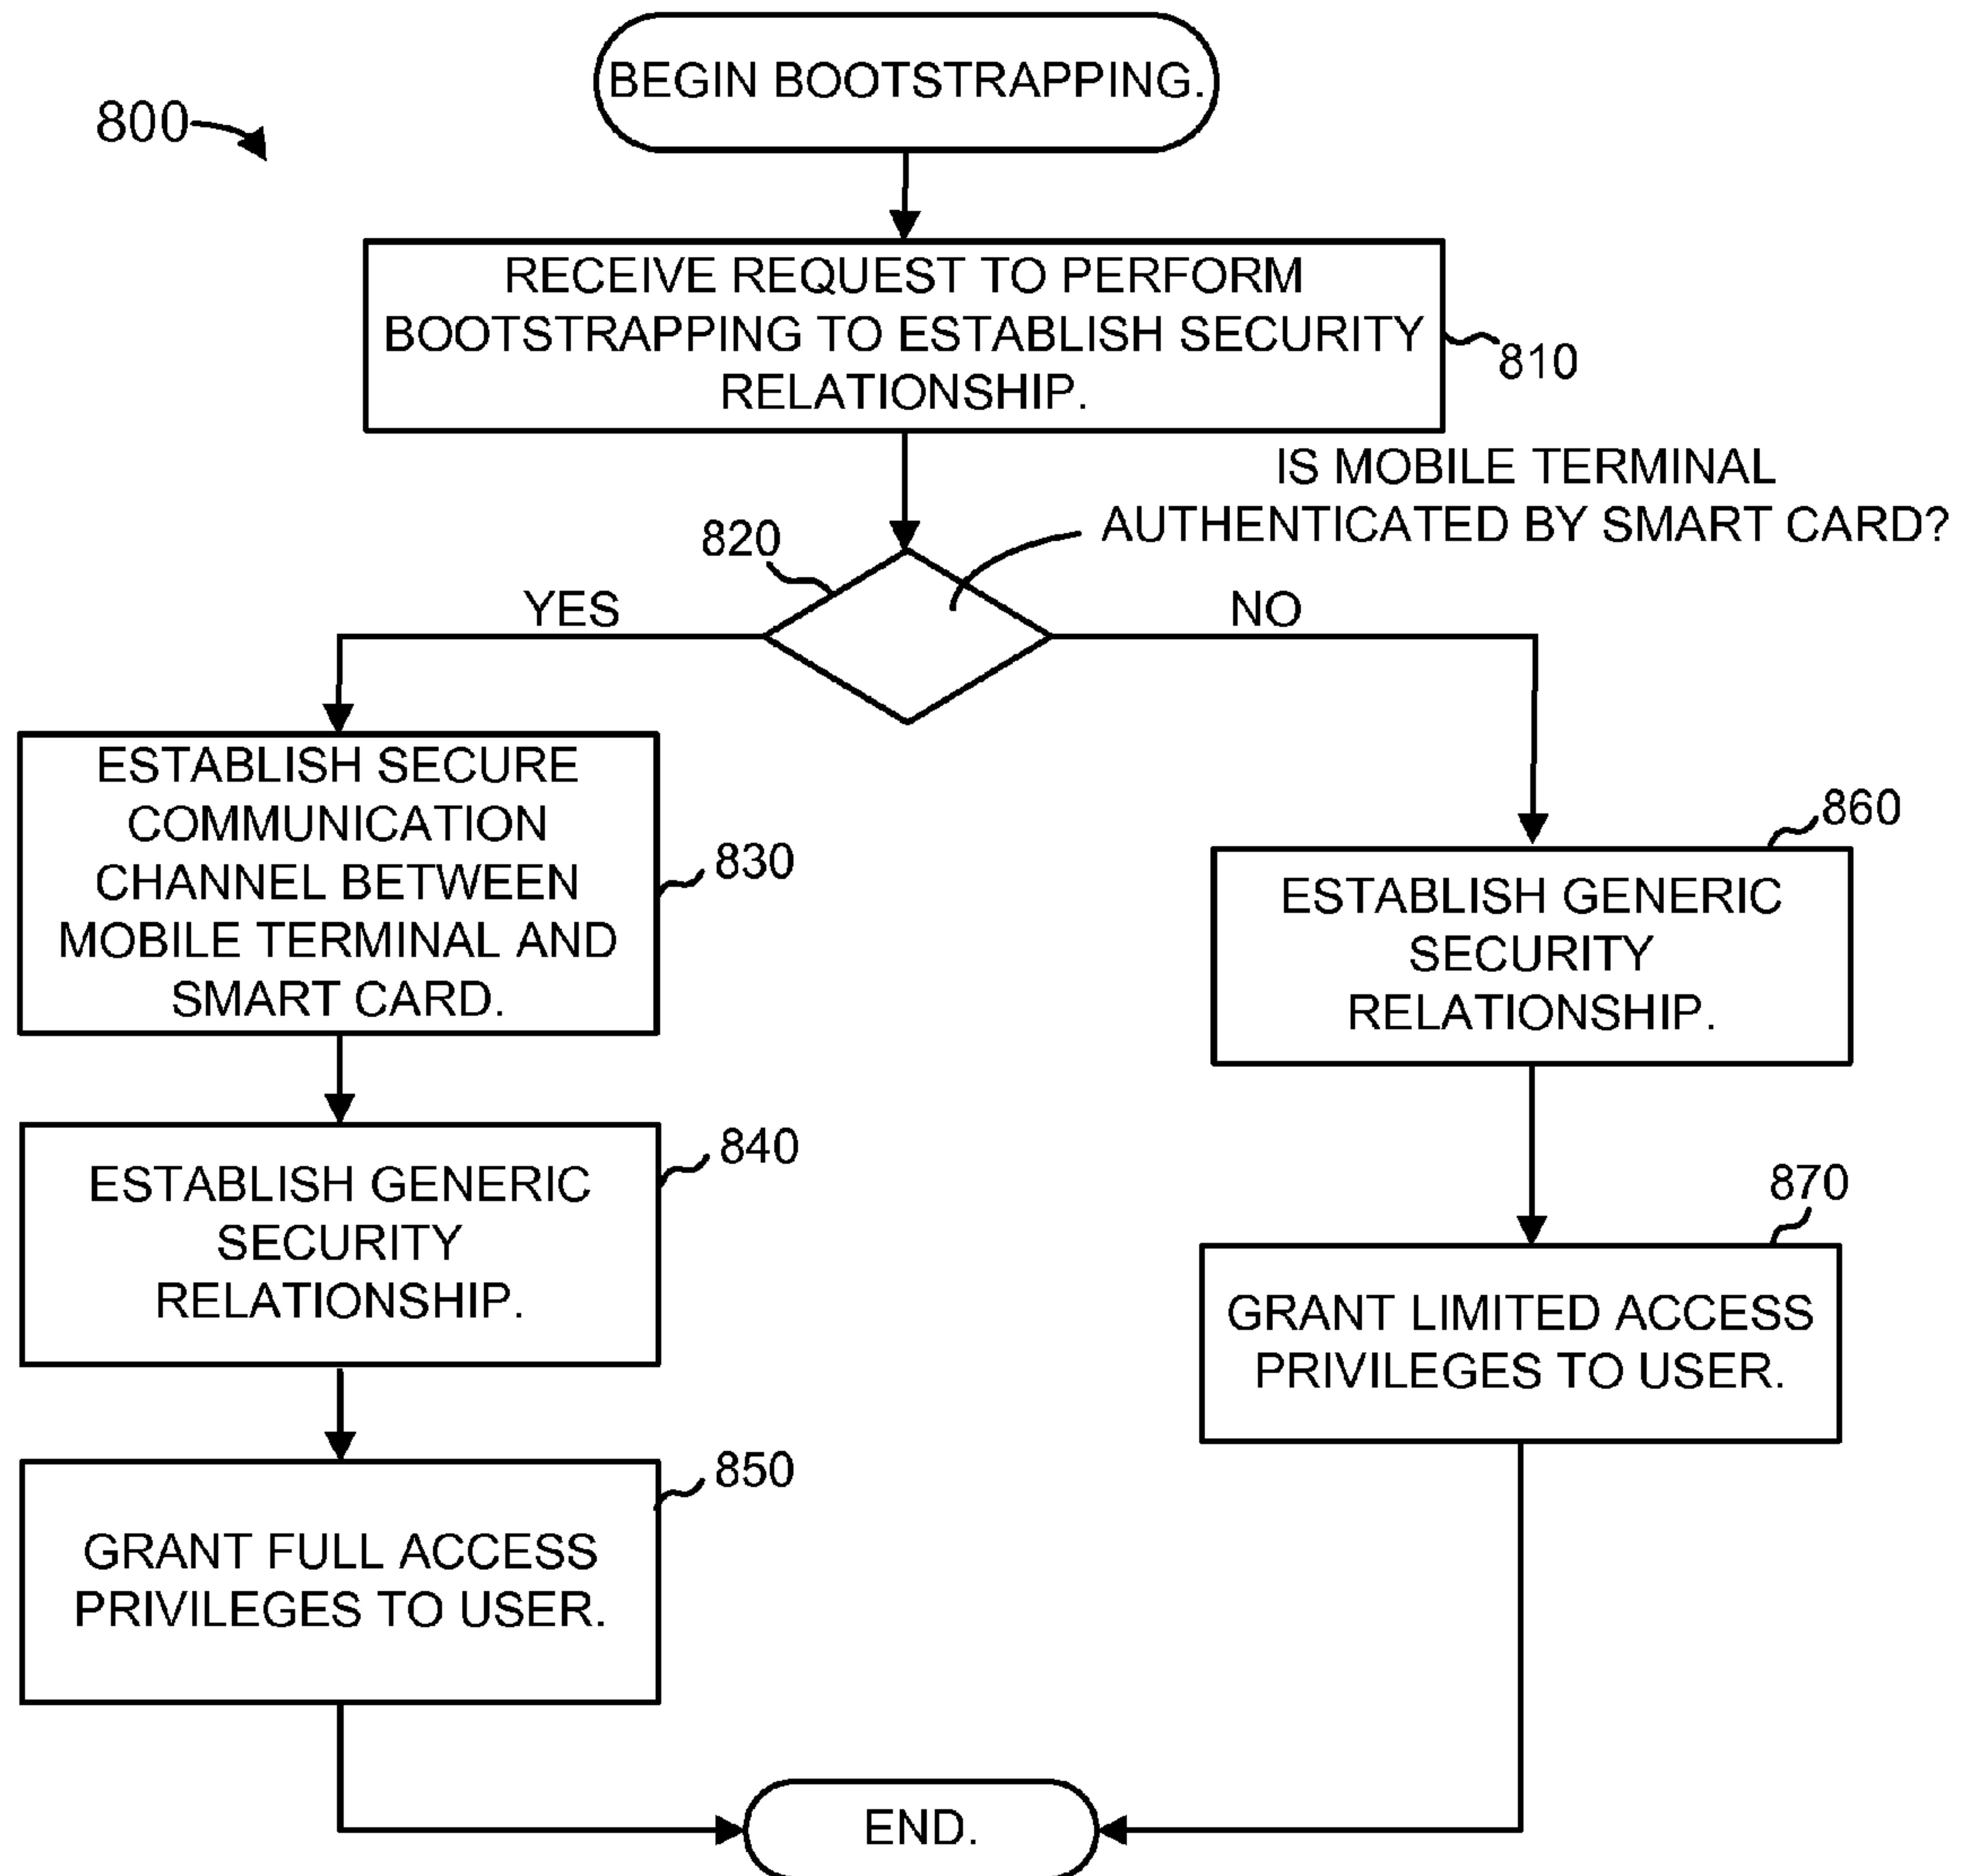 BEGIN BOOTSTRAPPING.
800
RECEIVE REQUEST TO PERFORM
BOOTSTRAPPING TO ESTABLISH SECURITY
RELATIONSHIP.
810
IS MOBILE TERMINAL
AUTHENTICATED BY SMART CARD?
820
YES
NO
ESTABLISH SECURE
COMMUNICATION
CHANNEL BETWEEN
MOBILE TERMINAL AND
SMART CARD.
830
860
ESTABLISH GENERIC
SECURITY
RELATIONSHIP.
840
ESTABLISH GENERIC
SECURITY
RELATIONSHIP.
870
GRANT LIMITED ACCESS
PRIVILEGES TO USER.
850
GRANT FULL ACCESS
PRIVILEGES TO USER.
END.